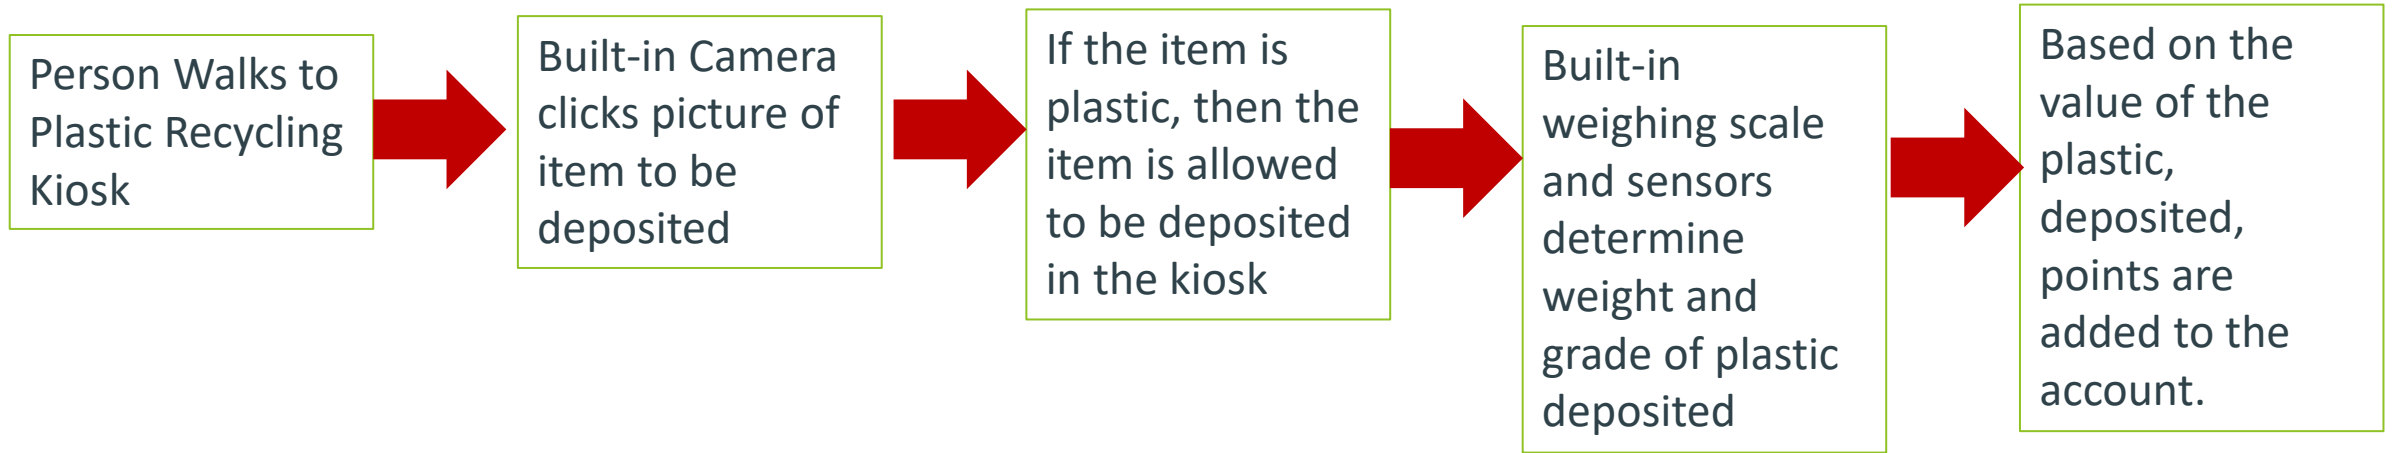 Person Walks to
Plastic Recycling
Kiosk
Built-in Camera
clicks picture of
item to be
deposited
If the item is
plastic, then the
item is allowed
to be deposited
in the kiosk
Built-in
weighing scale
and sensors
determine
weight and
grade of plastic
deposited
Based on the
value of the
plastic,
deposited,
points are
added to the
account.